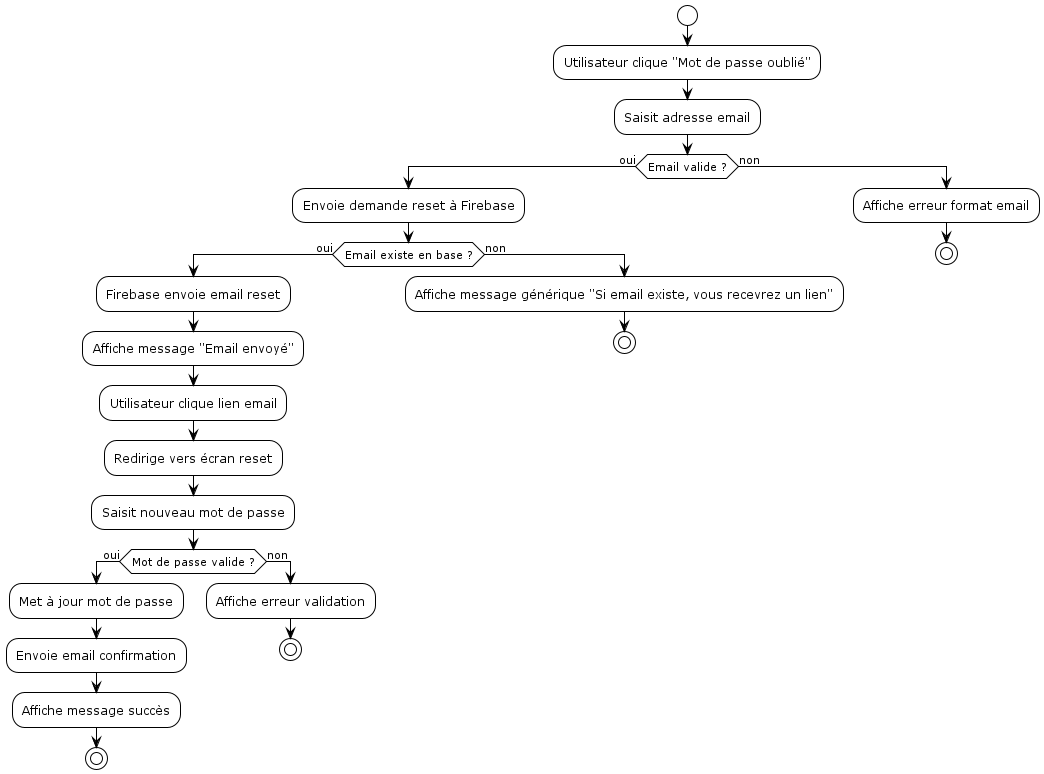 Utilisateur clique "Mot de passe oublié"
Saisit adresse email
oui
Email valide ?
non
Envoie demande reset à Firebase
Affiche erreur format email
oui
Email existe en base ?
non
Firebase envoie email reset
Affiche message générique "Si email existe, vous recevrez un lien"
Affiche message "Email envoyé"
Utilisateur clique lien email
Redirige vers écran reset
Saisit nouveau mot de passe
oui
Mot de passe valide ?
non
Met à jour mot de passe
Affiche erreur validation
Envoie email confirmation
Affiche message succès